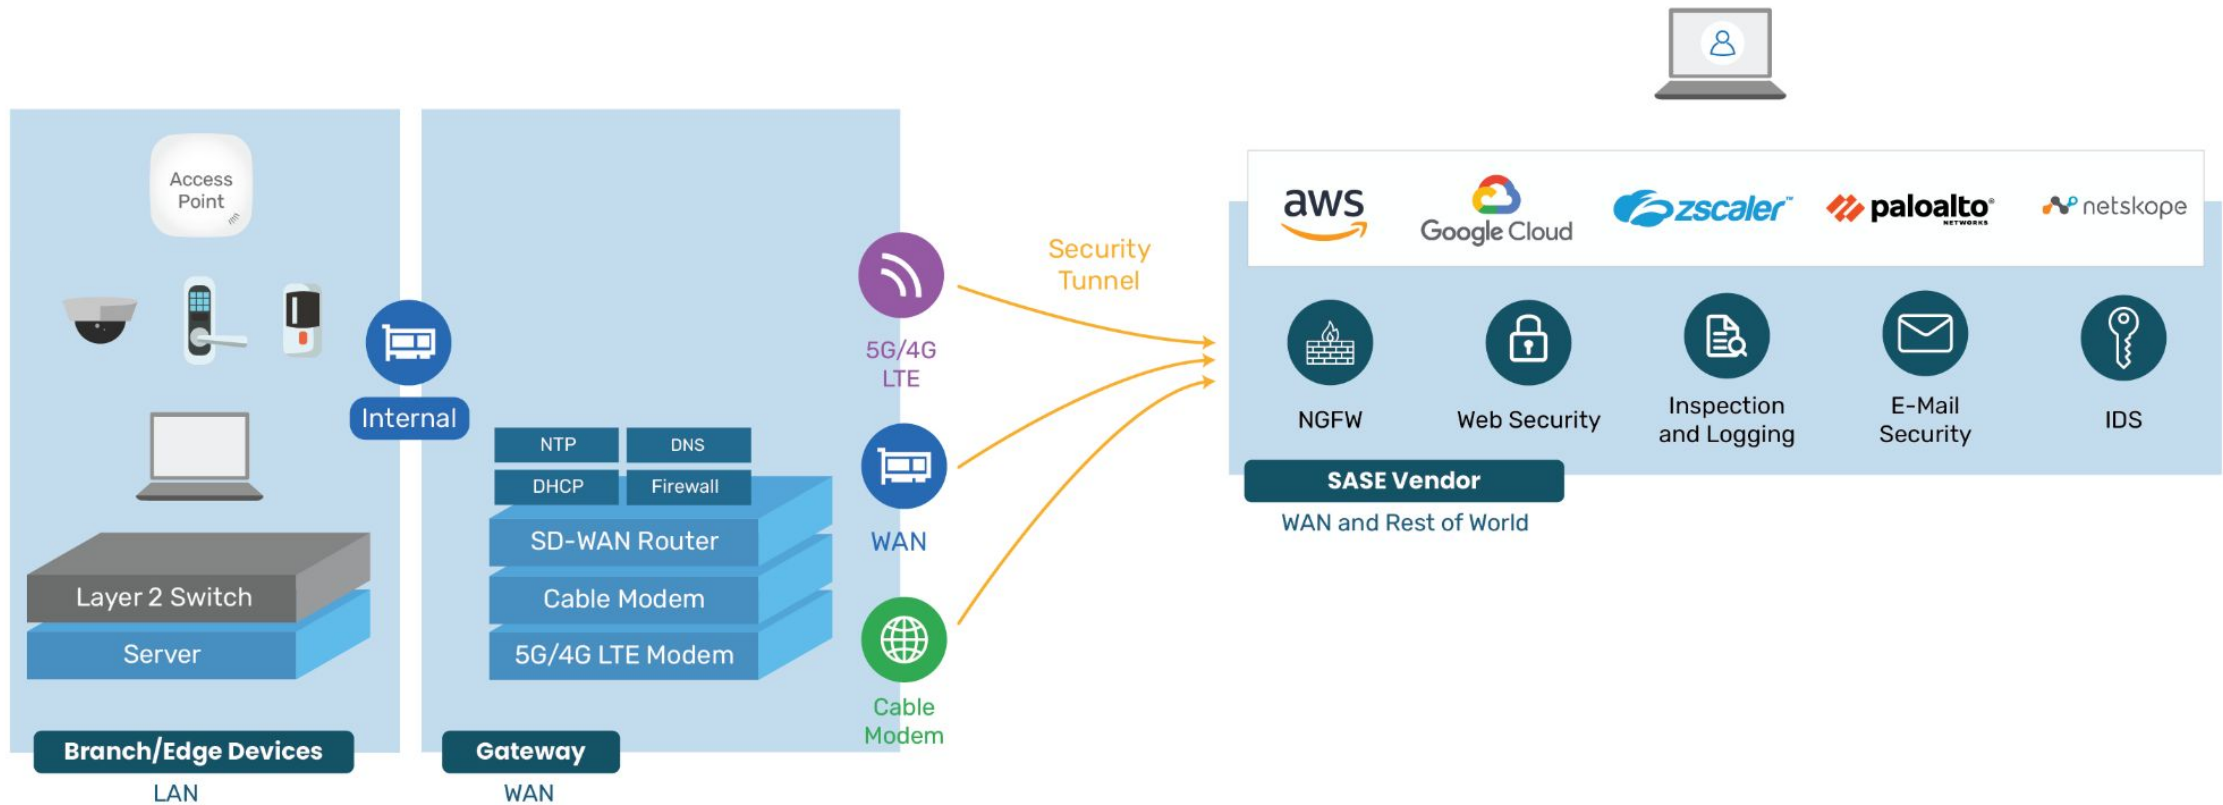 Access
Point
Internal
Layer 2 Switch
Server
Branch/Edge Devices
LAN
NTP
DNS
DHCP
Firewall
SD-WAN Router
Cable Modem
5G/4G LTE Modem
Gateway
WAN
5G/4G
LTE
WAN
Cable
Modem
Security
Tunnel
aws
Google Cloud
zscaler™
paloalto®
NETWORKS
netskope
NGFW
Web Security
Inspection
and Logging
E-Mail
Security
IDS
SASE Vendor
WAN and Rest of World